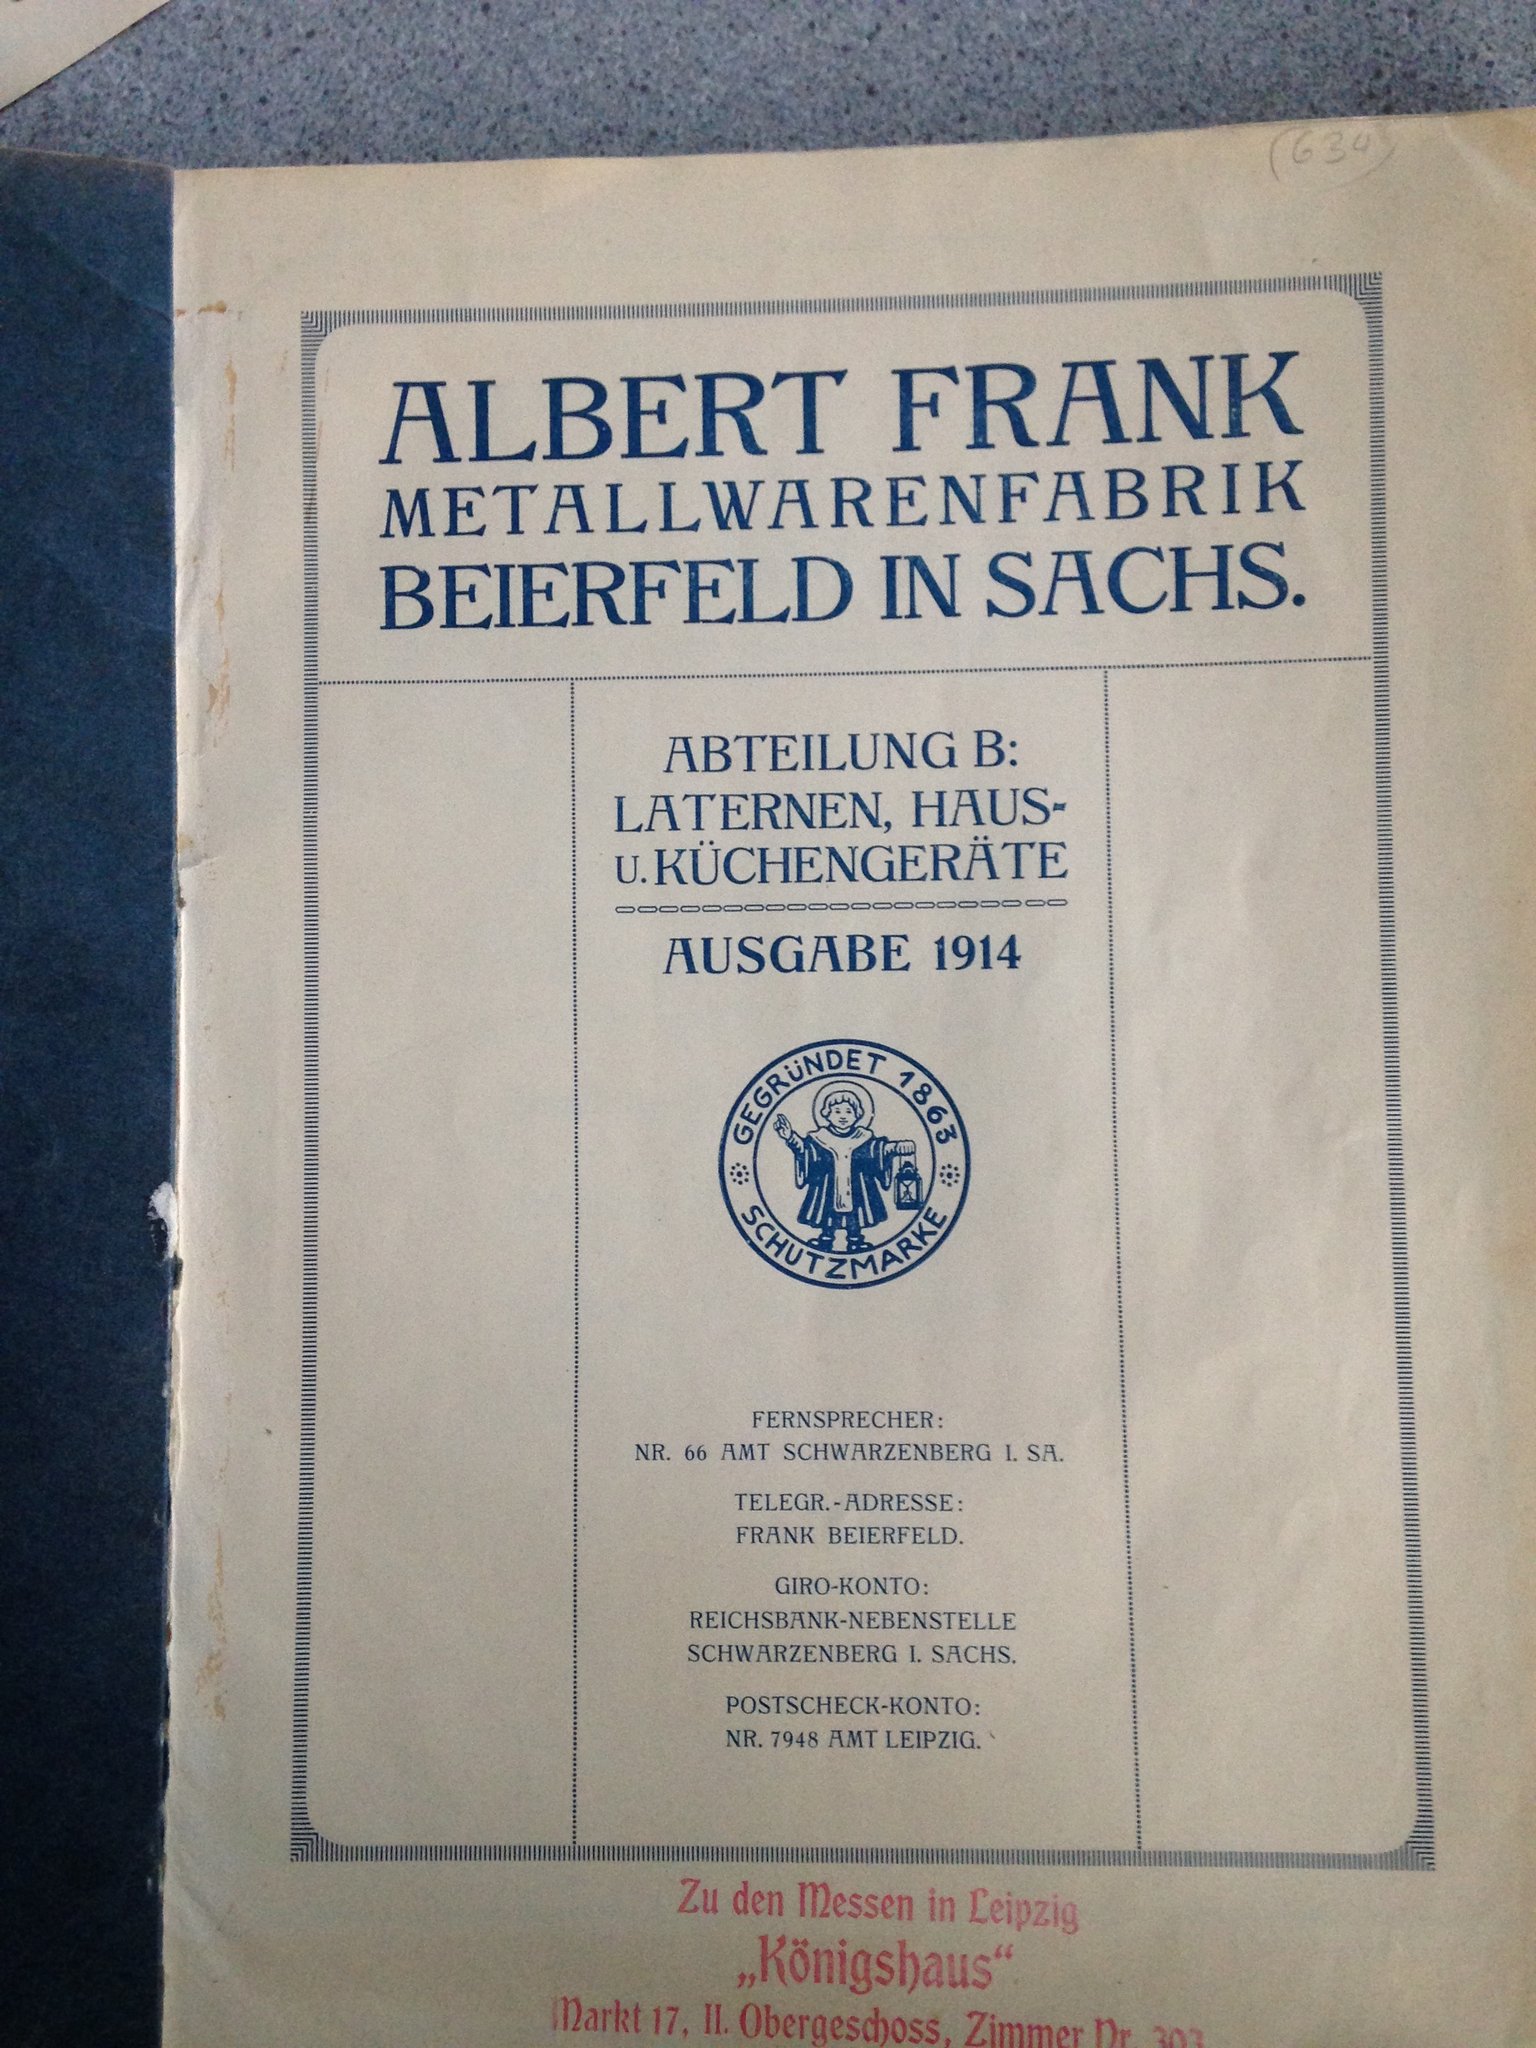 (634)
ALBERT FRANK
METALLWARENFABRIK
BEIERFELD IN SACHS.
ABTEILUNG B:
LATERNEN, HAUS-
U. KÜCHENGERÄTE
AUSGABE 1914
GEGRÜNDET 1863
SCHUTZMARKE
FERNSPRECHER:
NR. 66 AMT SCHWARZENBERG I. SA.
TELEGR.-ADRESSE:
FRANK BEIERFELD.
GIRO-KONTO:
REICHSBANK-NEBENSTELLE
SCHWARZENBERG I. SACHS.
POSTSCHECK-KONTO:
NR. 7948 AMT LEIPZIG.
Zu den Messen in Leipzig
„Königshaus“
Markt 17, II. Obergeschoss, Zimmer Nr. 303